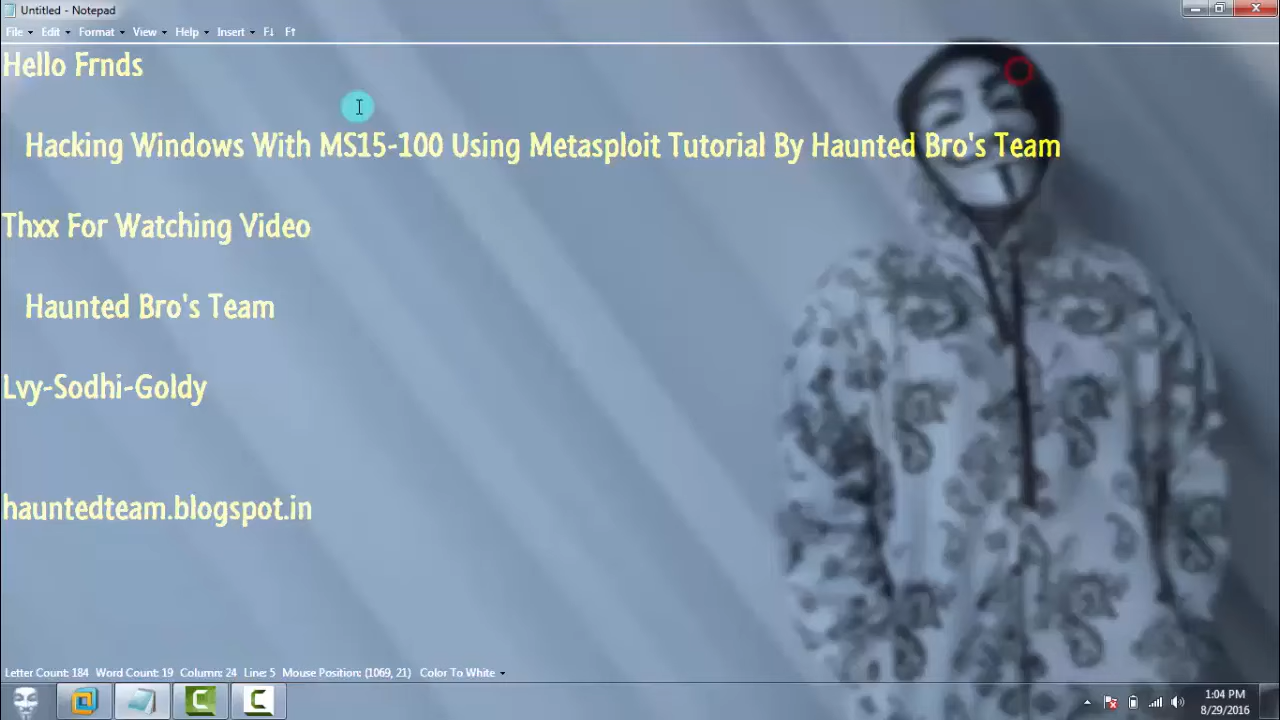 Untitled - Notepad
File Edit Format View Help Insert F↓ F↑
Hello Frnds
Hacking Windows With MS15-100 Using Metasploit Tutorial By Haunted Bro's Team
Thxx For Watching Video
Haunted Bro's Team
Lvy-Sodhi-Goldy
hauntedteam.blogspot.in
Letter Count: 184 Word Count: 19 Column: 24 Line: 5 Mouse Position: (1069, 21) Color To White
1:04 PM
8/29/2016